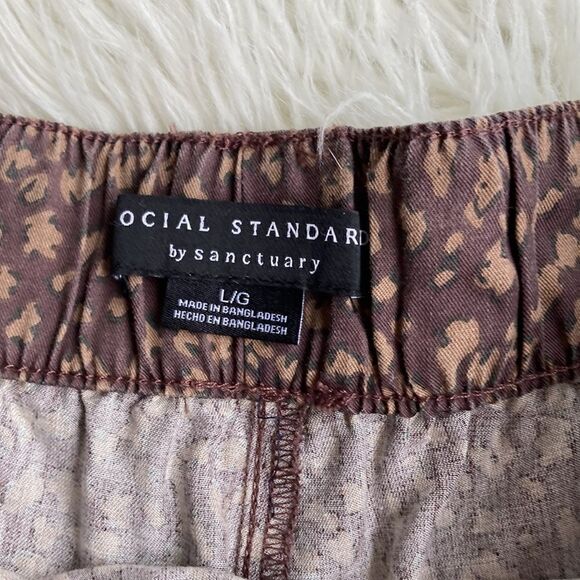 OCIAL STANDARD
by sanctuary
L/G
MADE IN BANGLADESH
HECHO EN BANGLADESH